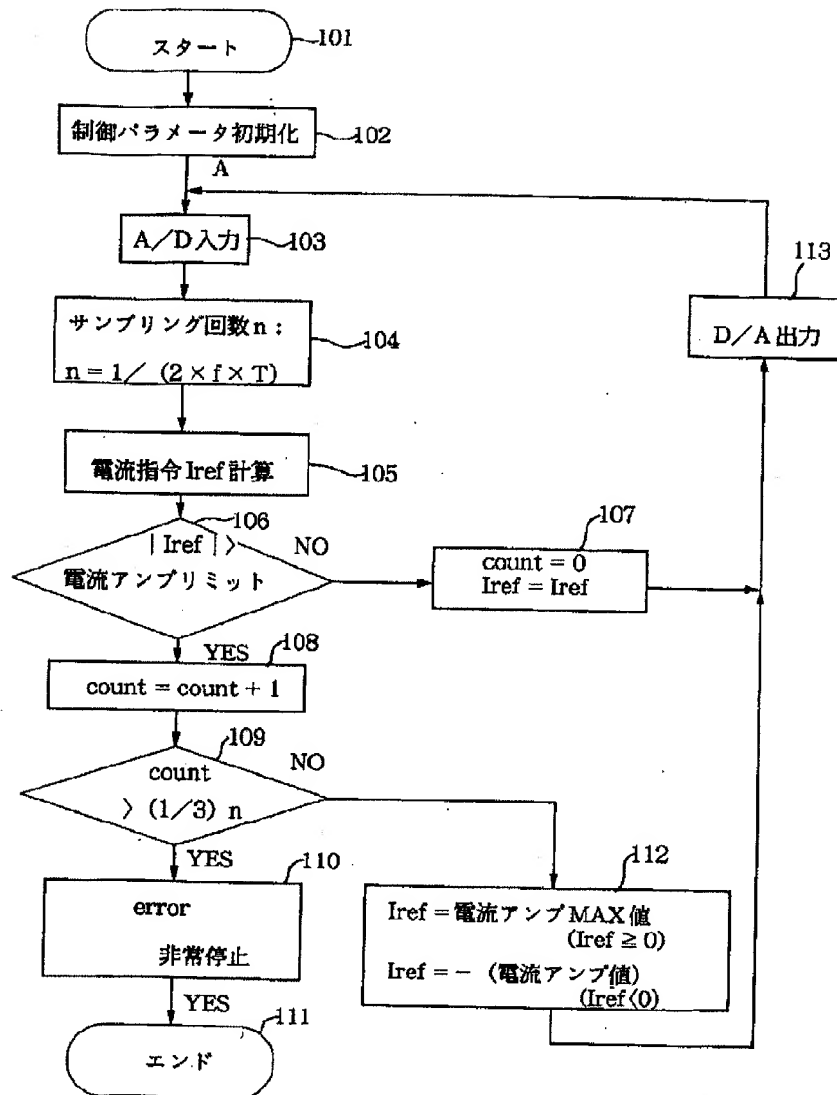 スタート
101
制御パラメータ初期化
102
A
A/D入力
103
サンプリング回数n:
n=1/(2×f×T)
104
電流指令Iref計算
105
106
|Iref|>
電流アンプリミット
NO
107
count=0
Iref=Iref
113
D/A出力
YES
108
count=count+1
109
count
>(1/3)n
NO
YES
110
error
非常停止
YES
111
エンド
112
Iref=電流アンプMAX値
(Iref≧0)
Iref=-(電流アンプ値)
(Iref<0)